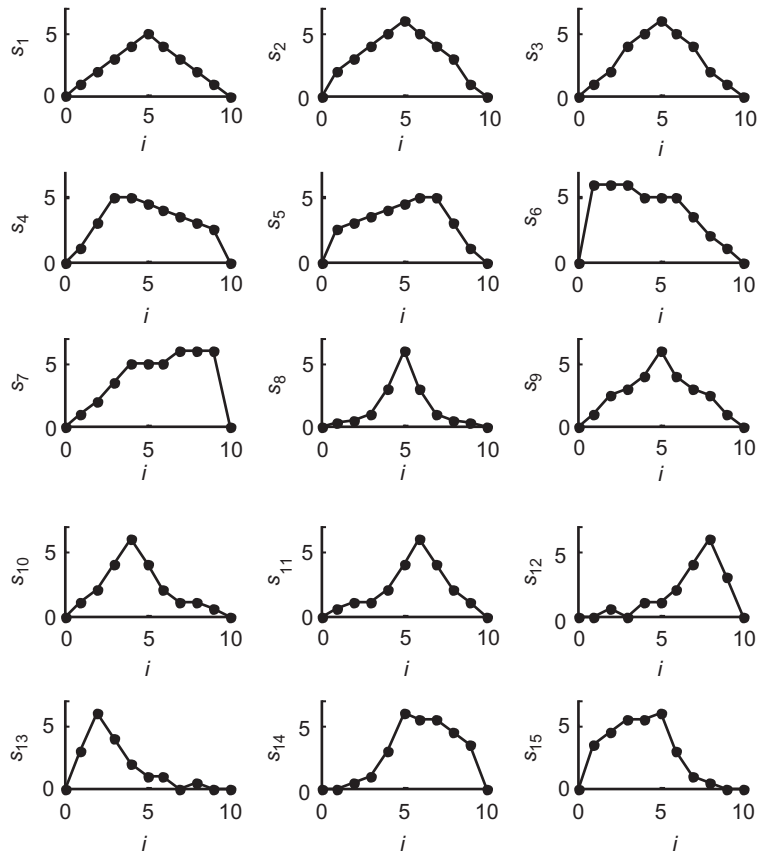 s1 5 0 0 5 10 i
s2 5 0 0 5 10 i
s3 5 0 0 5 10 i
s4 5 0 0 5 10 i
s5 5 0 0 5 10 i
s6 5 0 0 5 10 i
s7 5 0 0 5 10 i
s8 5 0 0 5 10 i
s9 5 0 0 5 10 i
s10 5 0 0 5 10 i
s11 5 0 0 5 10 i
s12 5 0 0 5 10 i
s13 5 0 0 5 10 i
s14 5 0 0 5 10 i
s15 5 0 0 5 10 i